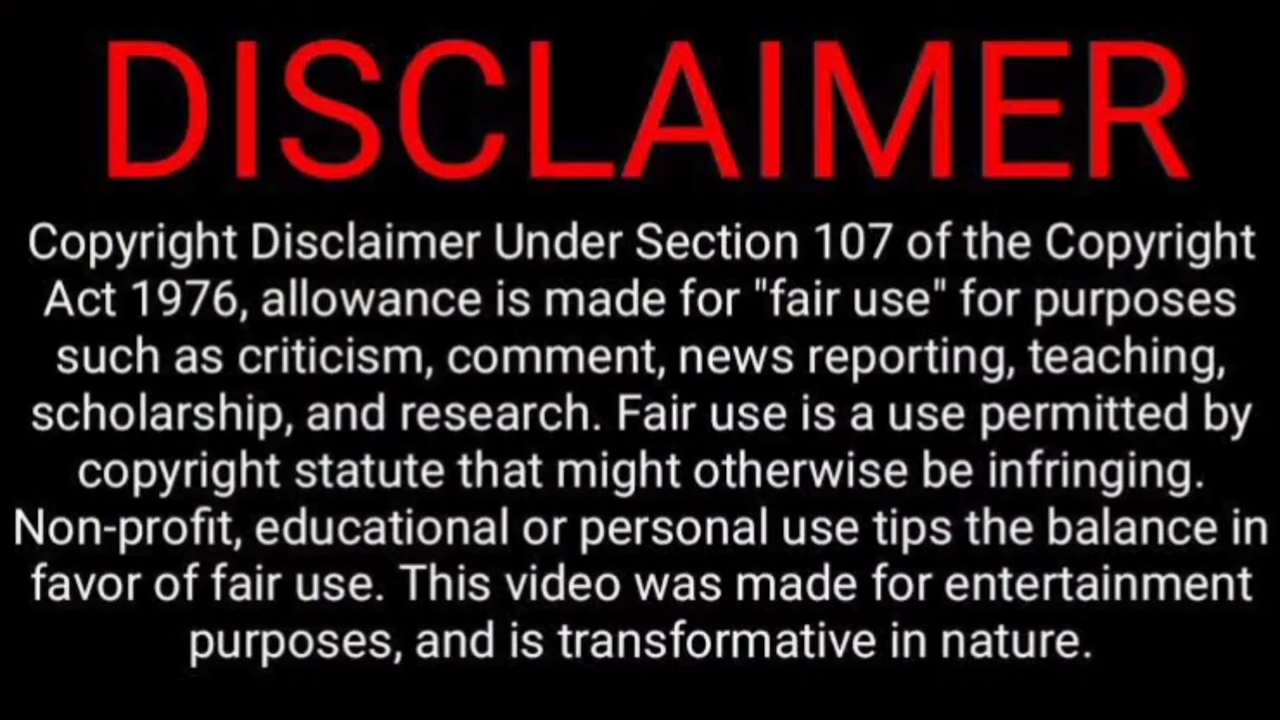 DISCLAIMER
Copyright Disclaimer Under Section 107 of the Copyright
Act 1976, allowance is made for "fair use" for purposes
such as criticism, comment, news reporting, teaching,
scholarship, and research. Fair use is a use permitted by
copyright statute that might otherwise be infringing.
Non-profit, educational or personal use tips the balance in
favor of fair use. This video was made for entertainment
purposes, and is transformative in nature.